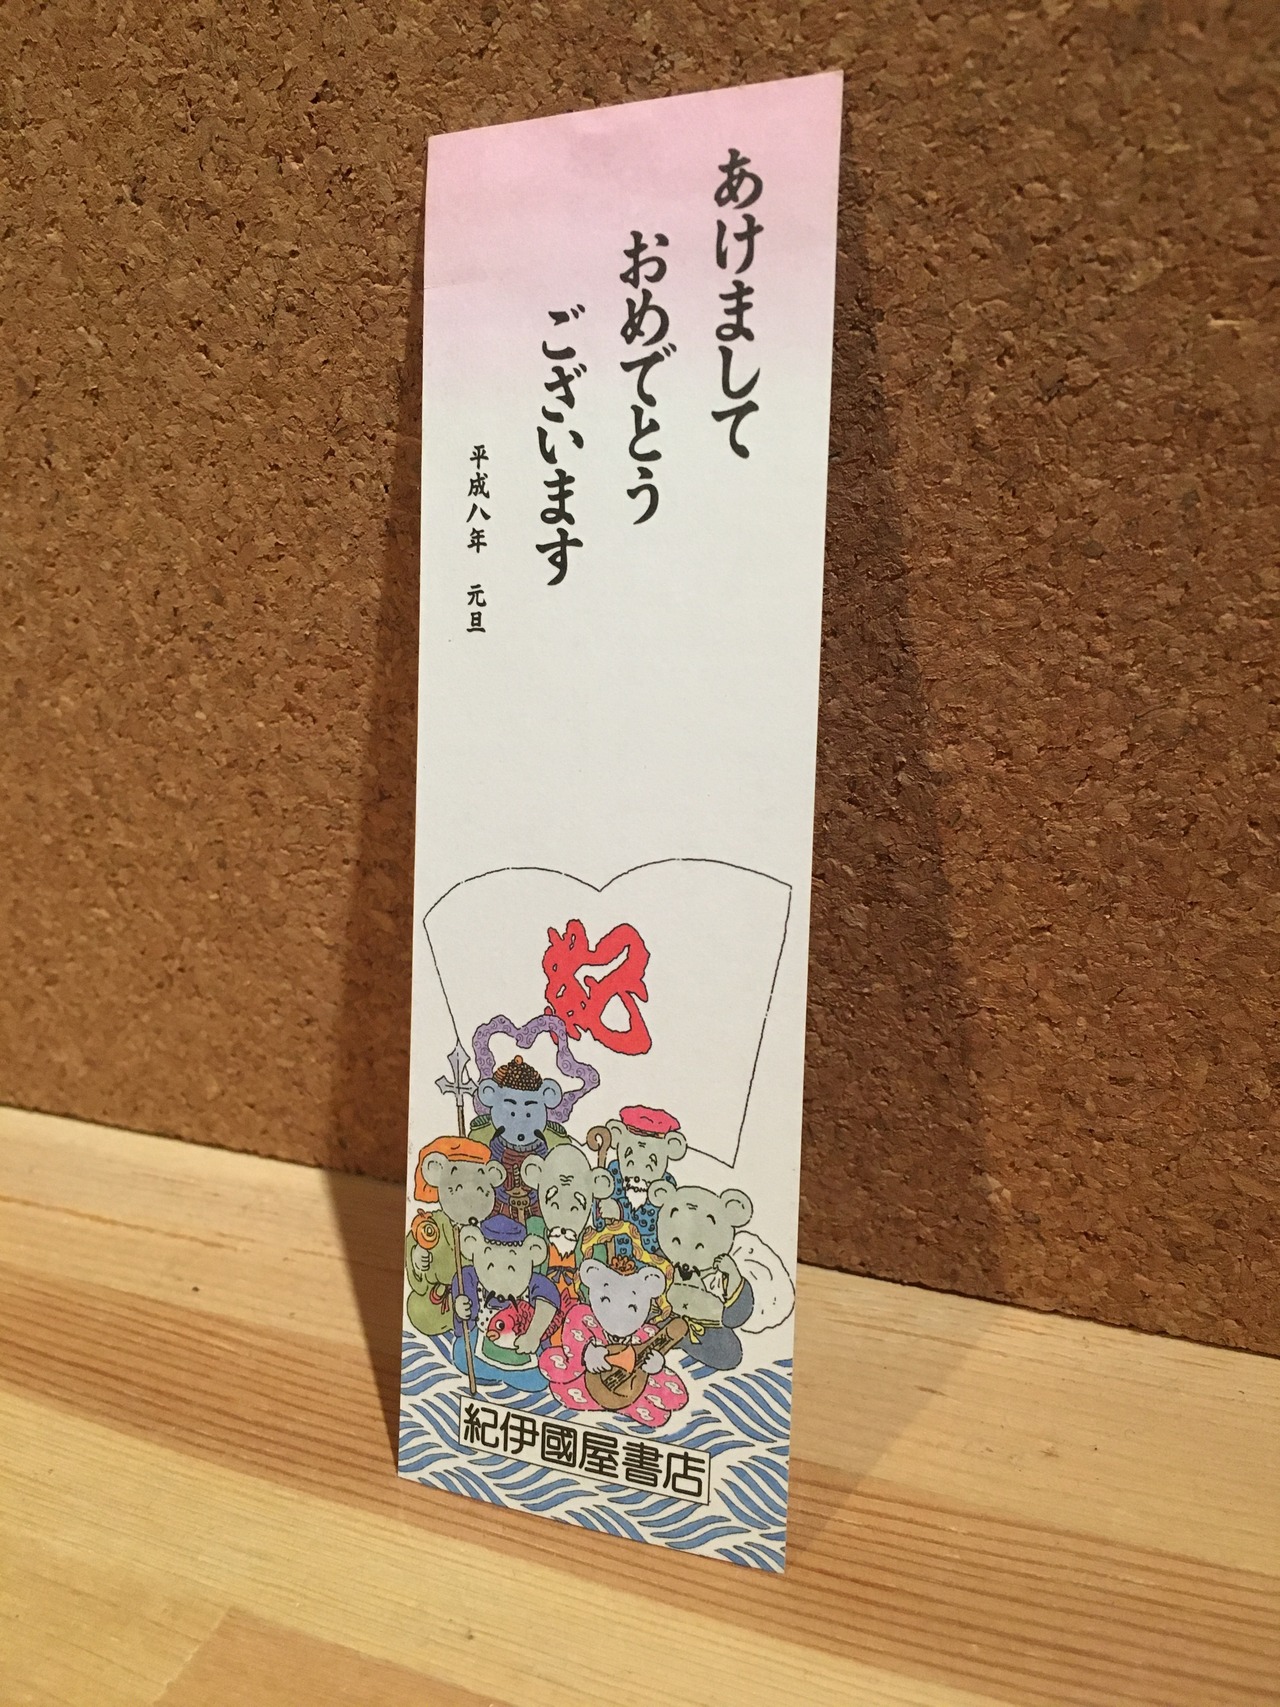 あけまして
おめでとう
ございます
平成八年 元旦
紀
紀伊國屋書店